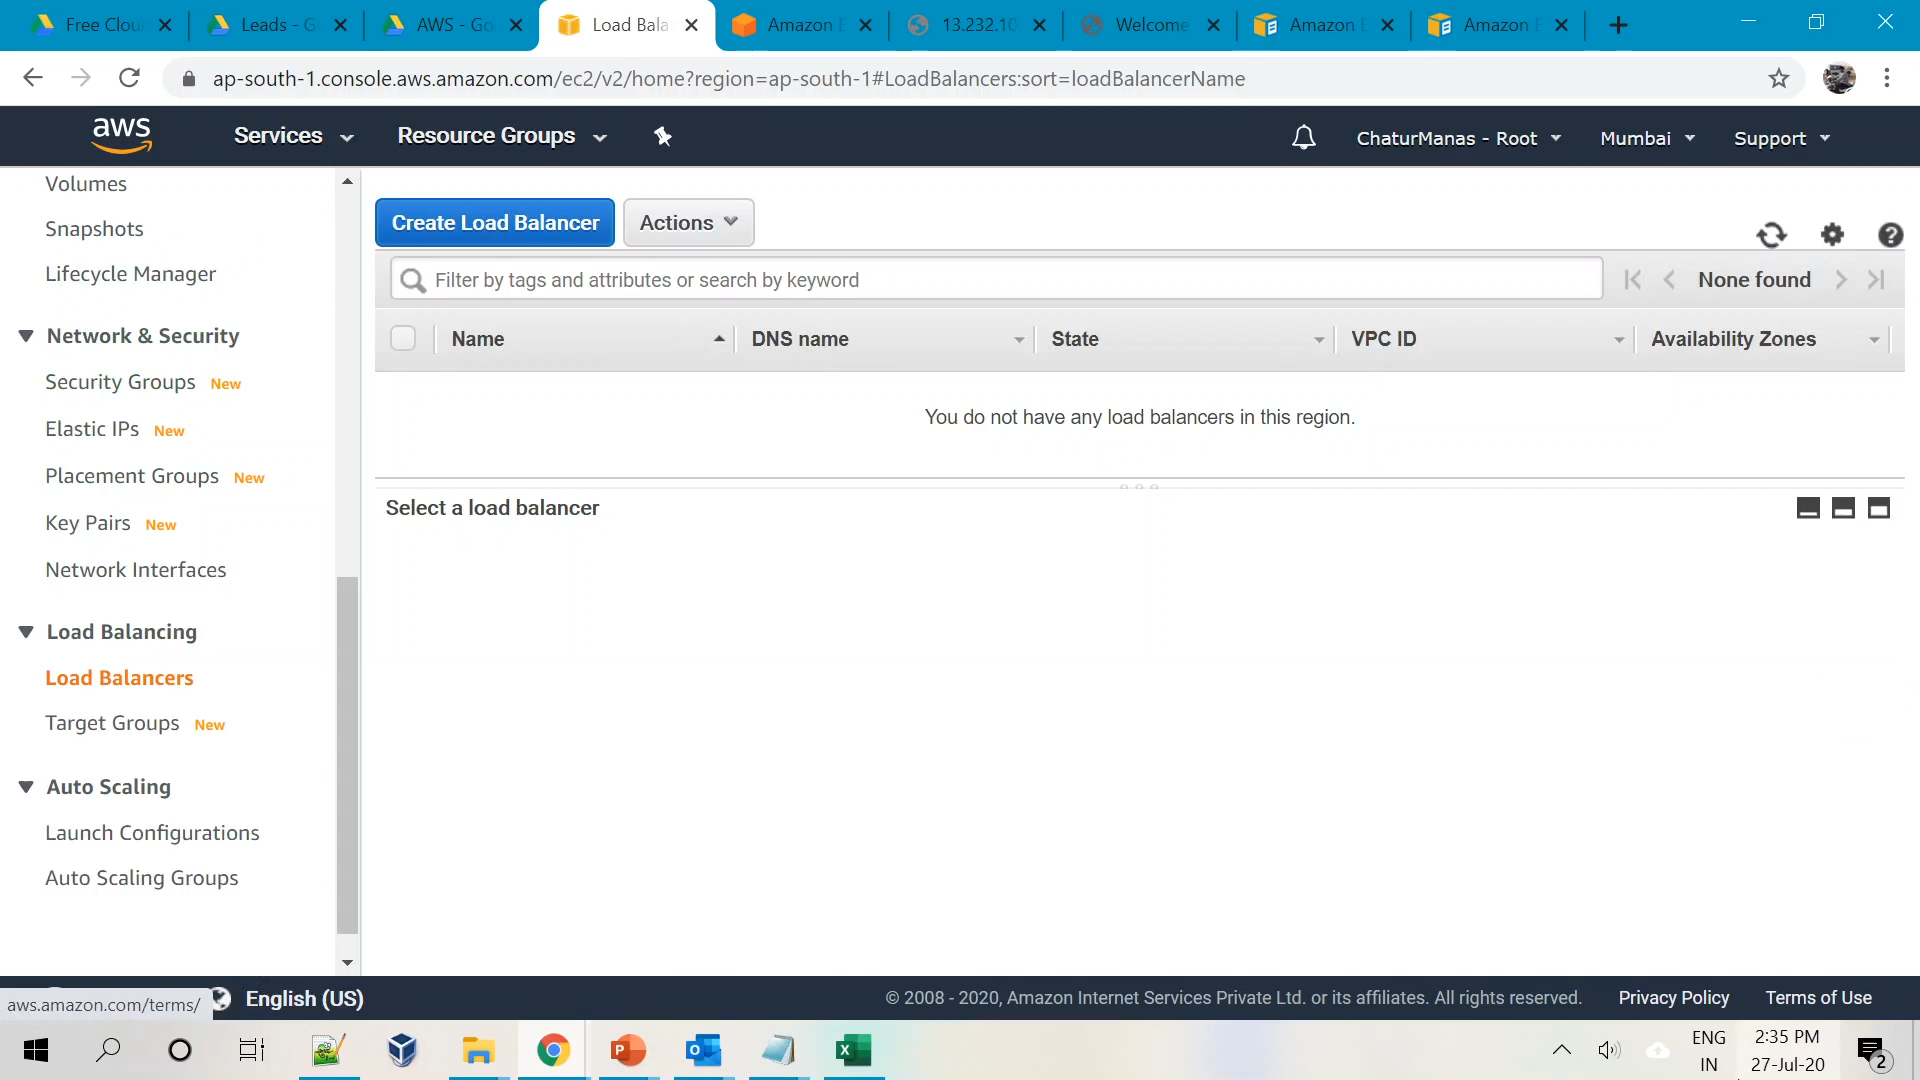 Free Clou
Leads - G
AWS - Go
Load Bala
Amazon E
13.232.10
Welcome
Amazon E
Amazon E
ap-south-1.console.aws.amazon.com/ec2/v2/home?region=ap-south-1#LoadBalancers:sort=loadBalancerName
aws
Services
Resource Groups
ChaturManas - Root
Mumbai
Support
Volumes
Snapshots
Lifecycle Manager
Network & Security
Security Groups New
Elastic IPs New
Placement Groups New
Key Pairs New
Network Interfaces
Load Balancing
Load Balancers
Target Groups New
Auto Scaling
Launch Configurations
Auto Scaling Groups
Create Load Balancer
Actions
Filter by tags and attributes or search by keyword
None found
Name
DNS name
State
VPC ID
Availability Zones
You do not have any load balancers in this region.
Select a load balancer
aws.amazon.com/terms/
English (US)
© 2008 - 2020, Amazon Internet Services Private Ltd. or its affiliates. All rights reserved.
Privacy Policy
Terms of Use
ENG
IN
2:35 PM
27-Jul-20
2